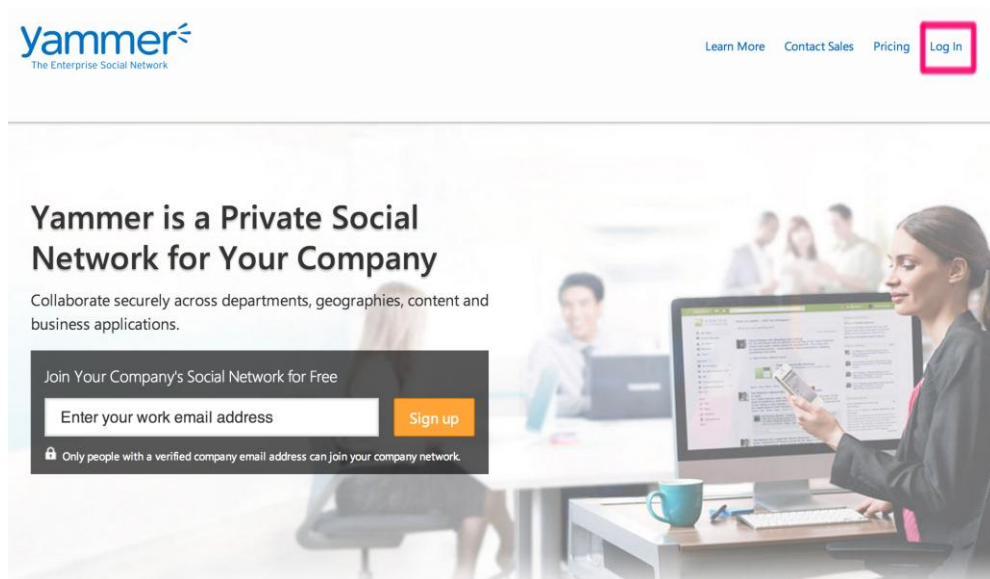 yammer
The Enterprise Social Network
Learn More Contact Sales Pricing Log In
Yammer is a Private Social
Network for Your Company
Collaborate securely across departments, geographies, content and
business applications.
Join Your Company's Social Network for Free
Enter your work email address Sign up
Only people with a verified company email address can join your company network.